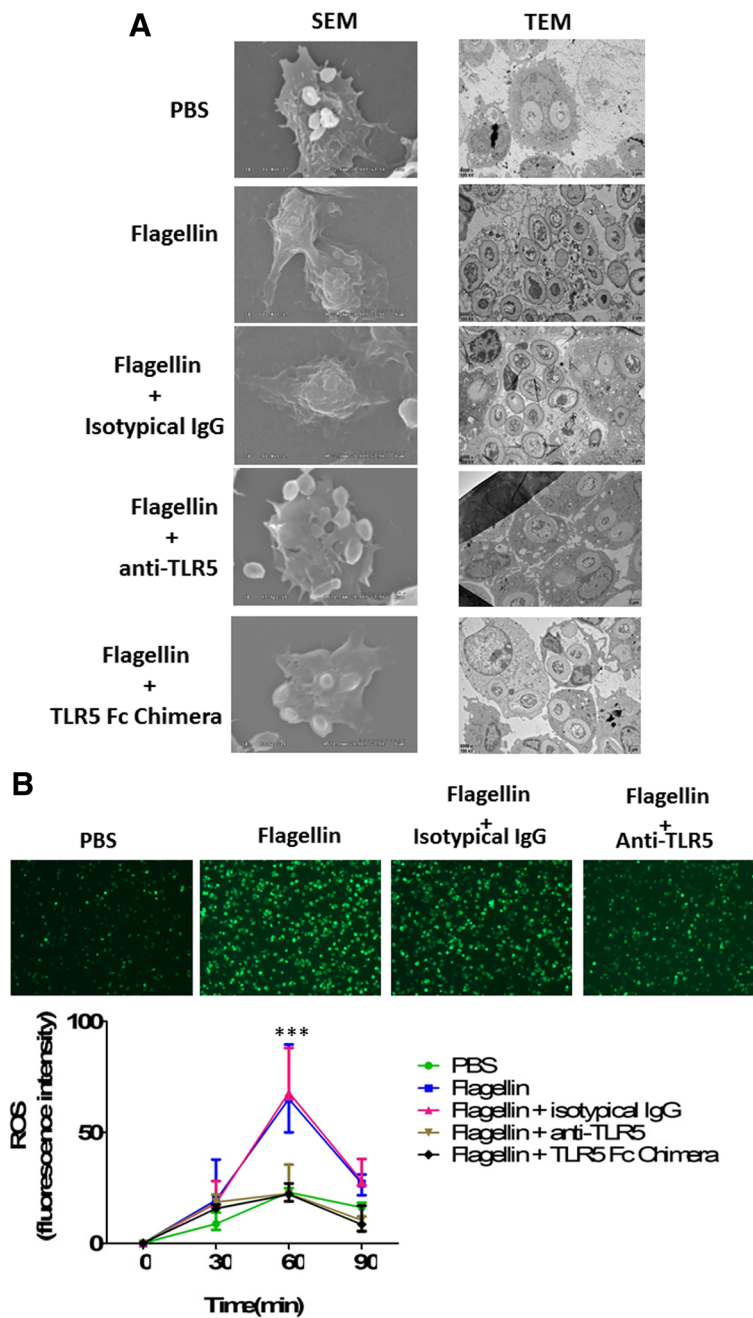 A
SEM
TEM
PBS
Flagellin
Flagellin
+
Isotypical IgG
Flagellin
+
anti-TLR5
Flagellin
+
TLR5 Fc Chimera
B
PBS
Flagellin
Flagellin
+
Isotypical IgG
Flagellin
+
Anti-TLR5
ROS
(fluorescence intensity)
100
50
0
***
0 30 60 90
Time(min)
PBS
Flagellin
Flagellin + isotypical IgG
Flagellin + anti-TLR5
Flagellin + TLR5 Fc Chimera